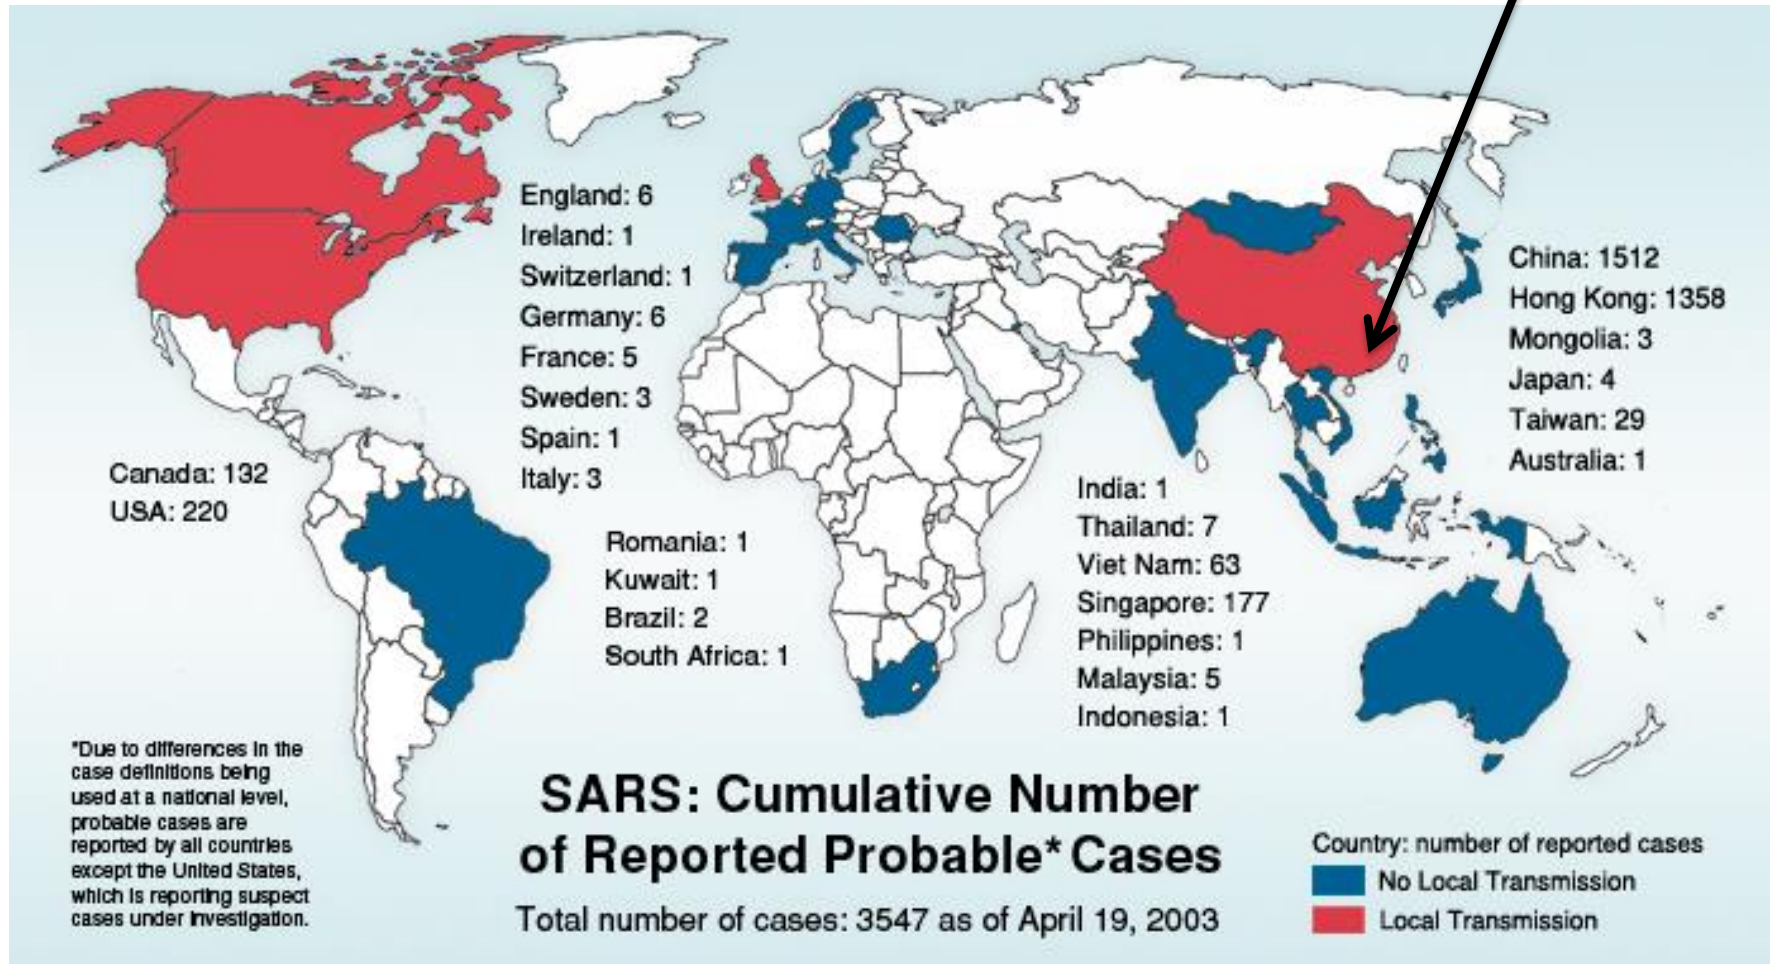 England: 6
Ireland: 1
Switzerland: 1
Germany: 6
France: 5
Sweden: 3
Spain: 1
Italy: 3
China: 1512
Hong Kong: 1358
Mongolia: 3
Japan: 4
Taiwan: 29
Australia: 1
Canada: 132
USA: 220
Romania: 1
Kuwait: 1
Brazil: 2
South Africa: 1
India: 1
Thailand: 7
Viet Nam: 63
Singapore: 177
Philippines: 1
Malaysia: 5
Indonesia: 1
*Due to differences in the
case definitions being
used at a national level,
probable cases are
reported by all countries
except the United States,
which is reporting suspect
cases under investigation.
SARS: Cumulative Number
of Reported Probable* Cases
Total number of cases: 3547 as of April 19, 2003
Country: number of reported cases
No Local Transmission
Local Transmission